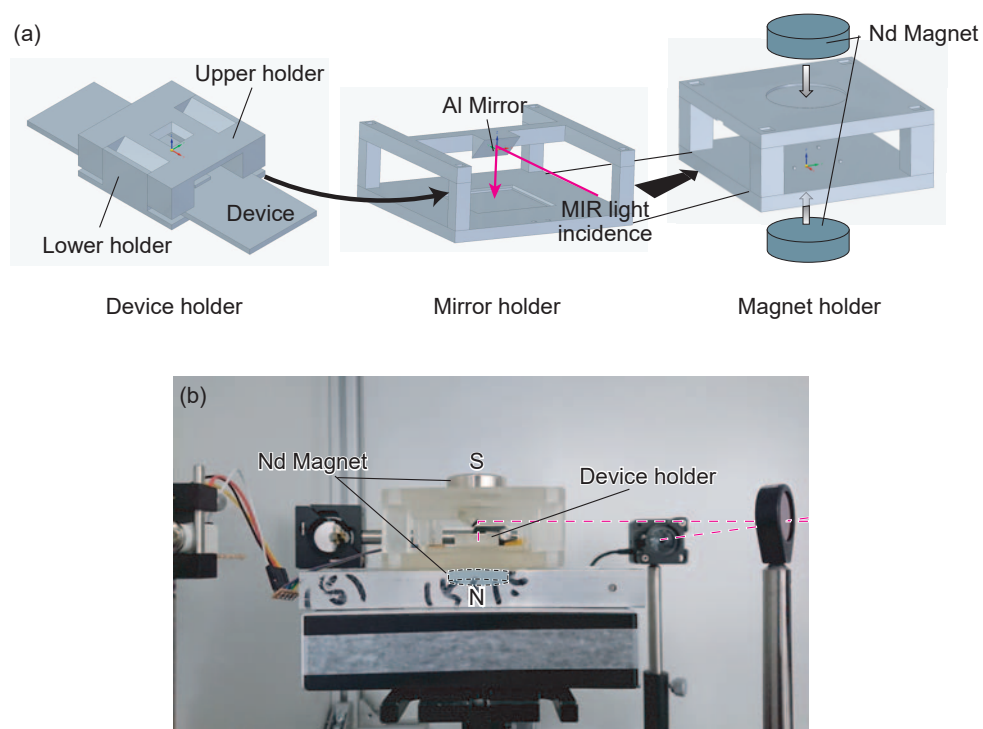 (a)
Nd Magnet
Upper holder
Al Mirror
Device
MIR light
incidence
Lower holder
Device holder
Mirror holder
Magnet holder
(b)
Nd Magnet
S
Device holder
N